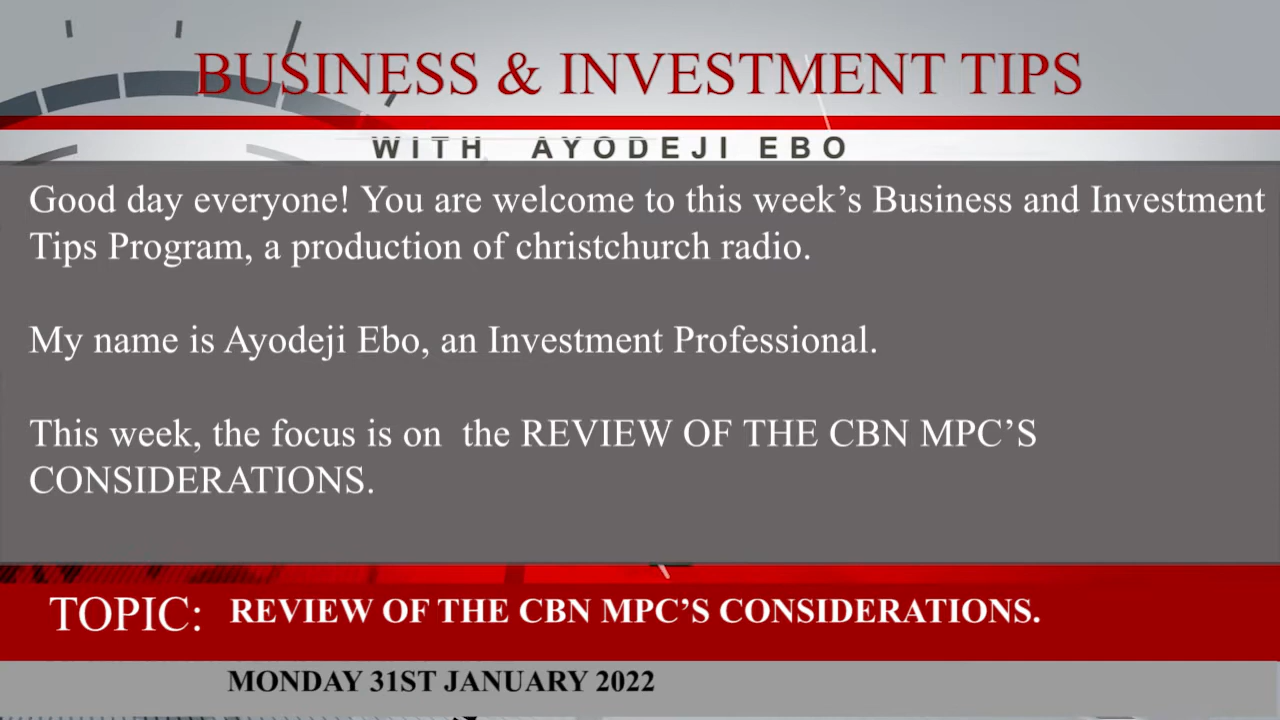 BUSINESS & INVESTMENT TIPS
WITH AYODEJI EBO
Good day everyone! You are welcome to this week’s Business and Investment
Tips Program, a production of christchurch radio.
My name is Ayodeji Ebo, an Investment Professional.
This week, the focus is on  the REVIEW OF THE CBN MPC’S
CONSIDERATIONS.
TOPIC: REVIEW OF THE CBN MPC’S CONSIDERATIONS.
MONDAY 31ST JANUARY 2022